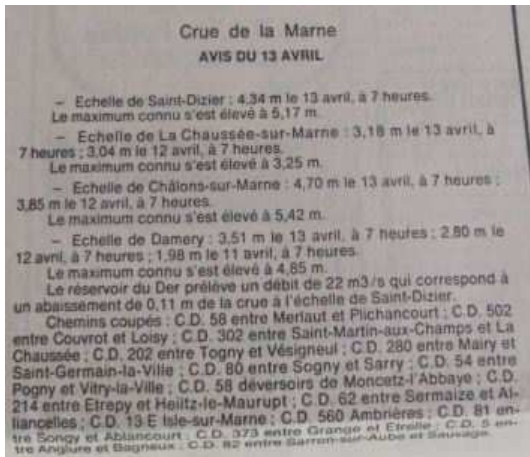 Crue de la Marne
AVIS DU 13 AVRIL
– Echelle de Saint-Dizier : 4,34 m le 13 avril, à 7 heures.
Le maximum connu s'est élevé à 5,17 m.
– Echelle de La Chaussée-sur-Marne : 3,18 m le 13 avril, à
7 heures ; 3,04 m le 12 avril, à 7 heures.
Le maximum connu s'est élevé à 3,25 m.
– Echelle de Châlons-sur-Marne : 4,70 m le 13 avril, à 7 heures ;
3,85 m le 12 avril, à 7 heures.
Le maximum connu s'est élevé à 5,42 m.
– Echelle de Damery : 3,51 m le 13 avril, à 7 heures ; 2,80 m le
12 avril, à 7 heures ; 1,98 m le 11 avril, à 7 heures.
Le maximum connu s'est élevé à 4,85 m.
Le réservoir du Der prélève un débit de 22 m3/s qui correspond à
un abaissement de 0,11 m de la crue à l'échelle de Saint-Dizier.
Chemins coupés : C.D. 58 entre Merlaut et Plichancourt ; C.D. 502
entre Couvrot et Loisy ; C.D. 302 entre Saint-Martin-aux-Champs et La
Chaussée ; C.D. 202 entre Togny et Vésigneul ; C.D. 280 entre Mairy et
Saint-Germain-la-Ville ; C.D. 80 entre Sogny et Sarry ; C.D. 54 entre
Pogny et Vitry-la-Ville ; C.D. 58 déversoirs de Moncetz-l'Abbaye ; C.D.
214 entre Etrepy et Heiltz-le-Maurupt ; C.D. 62 entre Sermaize et Al-
liancelles ; C.D. 13 E Isle-sur-Marne ; C.D. 560 Ambrières ; C.D. 81 en-
tre Songy et Ablancourt ; C.D. 373 entre Grange et Etrelle ; C.D. 5 en-
tre Anglure et Bagneux ; C.D. 82 entre Sarron-sur-Aube et Sauvage.